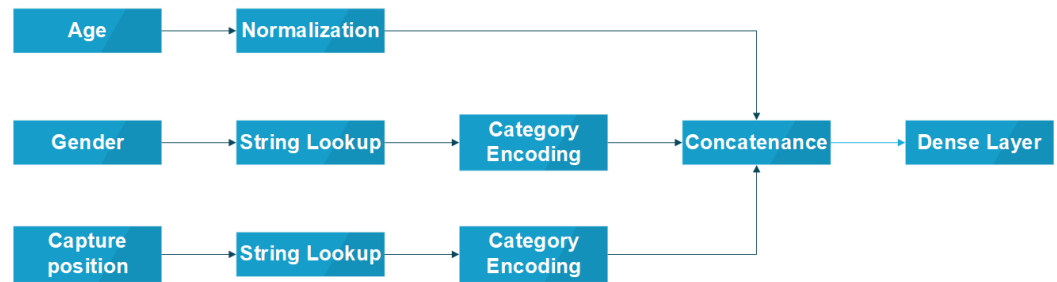 Age
Normalization
Gender
String Lookup
Category
Encoding
Concatenance
Dense Layer
Capture
position
String Lookup
Category
Encoding